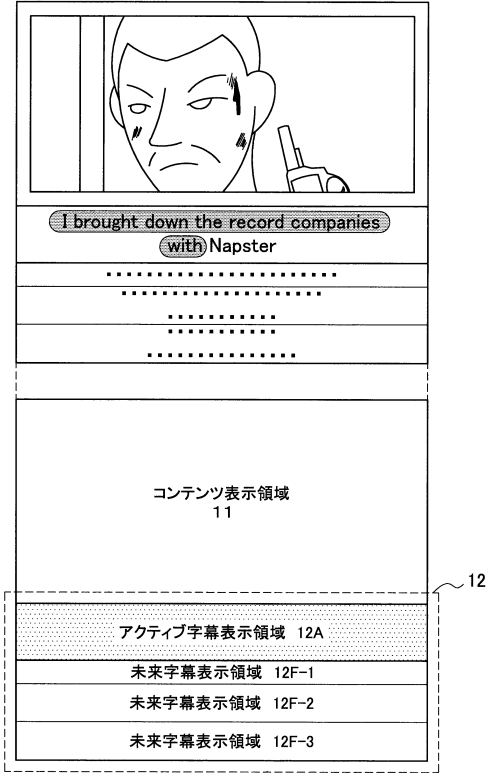 I brought down the record companies
with Napster
コンテンツ表示領域
11
12
アクティブ字幕表示領域 12A
未来字幕表示領域 12F-1
未来字幕表示領域 12F-2
未来字幕表示領域 12F-3